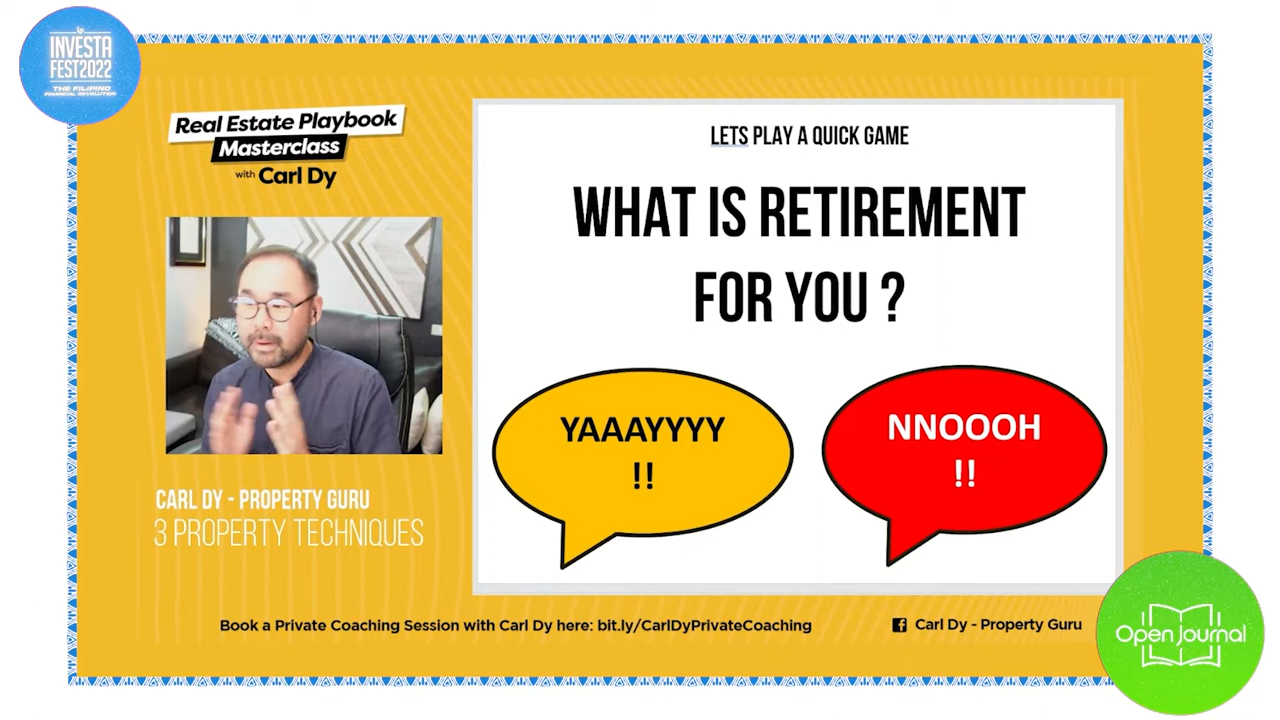 INVESTA
FEST2022
THE FILIPINO
FINANCIAL REVOLUTION
Real Estate Playbook
Masterclass
with Carl Dy
LETS PLAY A QUICK GAME
WHAT IS RETIREMENT
FOR YOU ?
YAAAYYYY
!!
NNOOOH
!!
CARL DY - PROPERTY GURU
3 PROPERTY TECHNIQUES
Book a Private Coaching Session with Carl Dy here: bit.ly/CarlDyPrivateCoaching
Carl Dy - Property Guru
Open Journal